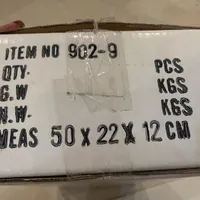 ITEM NO 902-9
QTY- PCS
G.W KGS
N.W- KGS
MEAS 50 X 22 X 12 CM